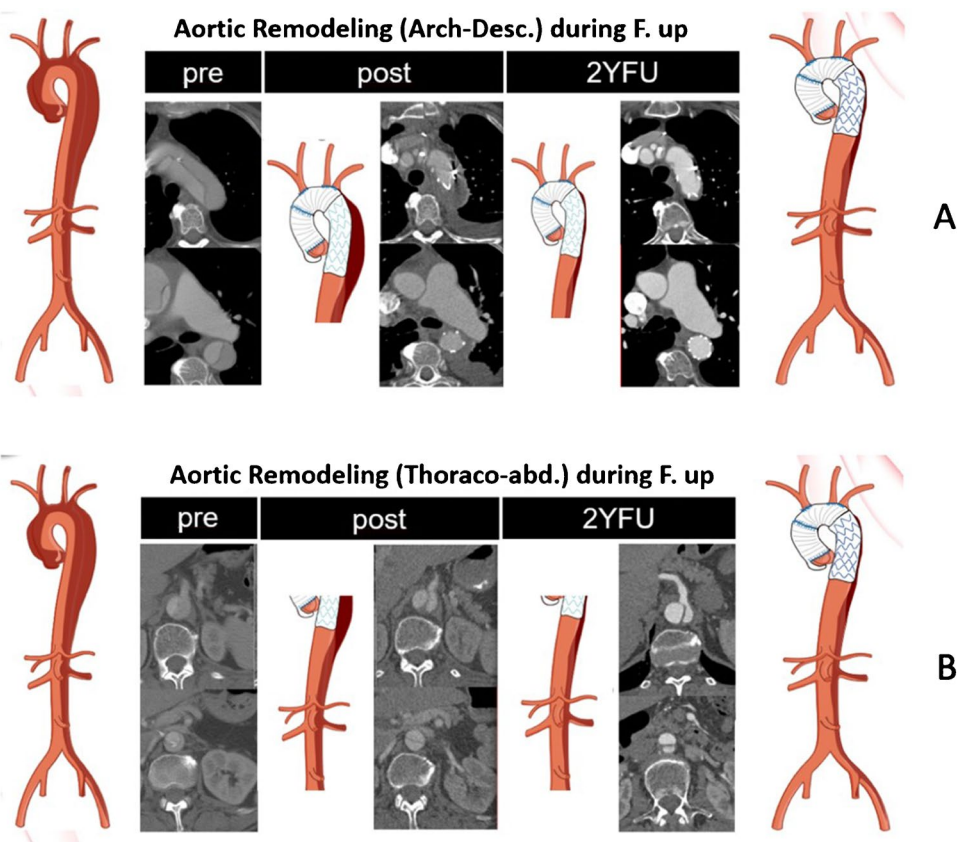 Aortic Remodeling (Arch-Desc.) during F. up
pre post 2YFU
A
Aortic Remodeling (Thoraco-abd.) during F. up
pre post 2YFU
B